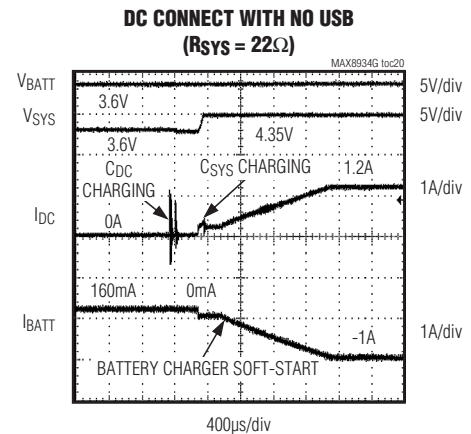 DC CONNECT WITH NO USB
(RSYS = 22Ω)
MAX8934G toc20
VBATT
5V/div
3.6V
VSYS
5V/div
3.6V
4.35V
CDC
CHARGING
CSYS CHARGING
1.2A
IDC
0A
1A/div
160mA
0mA
IBATT
-1A
1A/div
BATTERY CHARGER SOFT-START
400µs/div